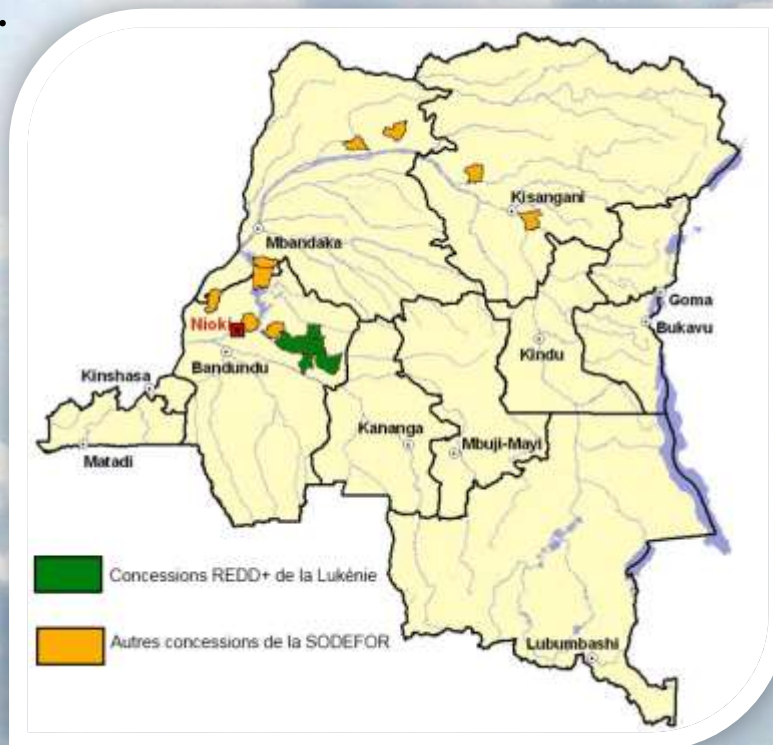 Kisangani
Mbandaka
Goma
Nioki
Bukavu
Kindu
Bandundu
Kinshasa
Kananga
Mbuji-Mayi
Matadi
Concessions REDD+ de la Lukénie
Autres concessions de la SODEFOR
Lubumbashi